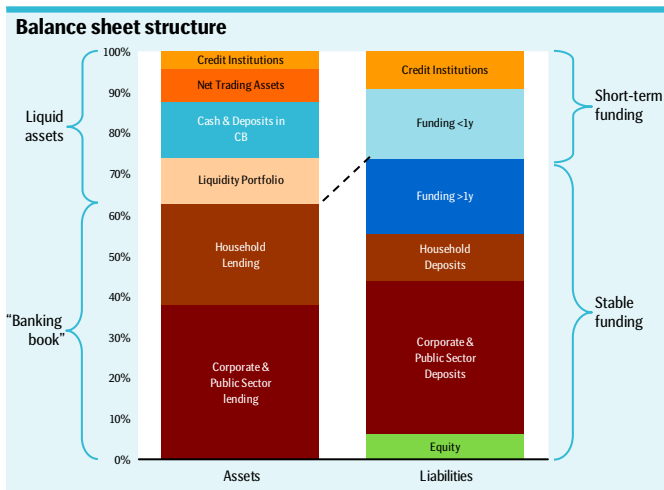 Balance sheet structure
100%
90%
80%
70%
60%
50%
40%
30%
20%
10%
0%
Liquid
assets
"Banking
book"
Credit Institutions
Net Trading Assets
Cash & Deposits in
CB
Liquidity Portfolio
Household
Lending
Corporate &
Public Sector
lending
Assets
Credit Institutions
Funding <1y
Funding >1y
Household
Deposits
Corporate &
Public Sector
Deposits
Equity
Liabilities
Short-term
funding
Stable
funding